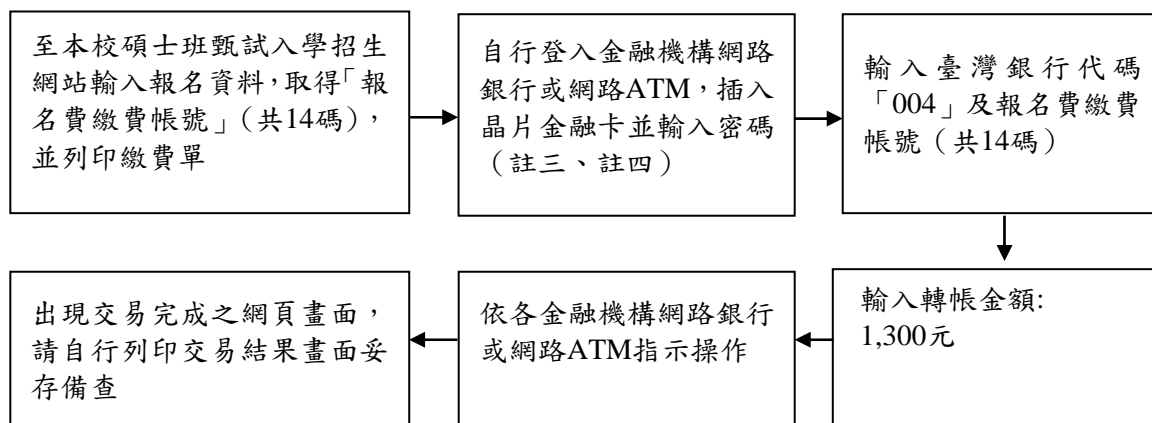 至本校碩士班甄試入學招生
網站輸入報名資料，取得「報
名費繳費帳號」（共14碼），
並列印繳費單
自行登入金融機構網路
銀行或網路ATM，插入
晶片金融卡並輸入密碼
（註三、註四）
輸入臺灣銀行代碼
「004」及報名費繳費
帳號（共14碼）
輸入轉帳金額:
1,300元
依各金融機構網路銀行
或網路ATM指示操作
出現交易完成之網頁畫面，
請自行列印交易結果畫面妥
存備查